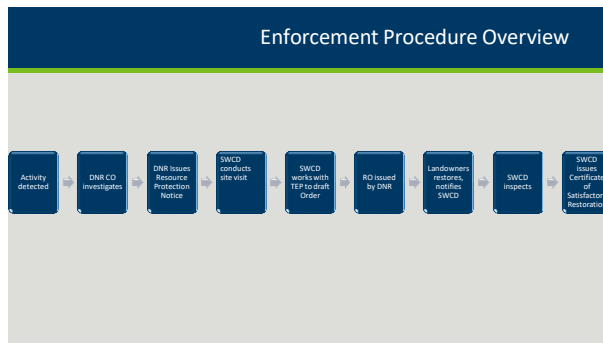 Enforcement Procedure Overview
Activity
detected
DNR CO
investigates
DNR Issues
Resource
Protection
Notice
SWCD
conducts
site visit
SWCD
works with
TEP to draft
Order
RO issued
by DNR
Landowners
restores,
notifies
SWCD
SWCD
inspects
SWCD
issues
Certificate
of
Satisfactory
Restoration